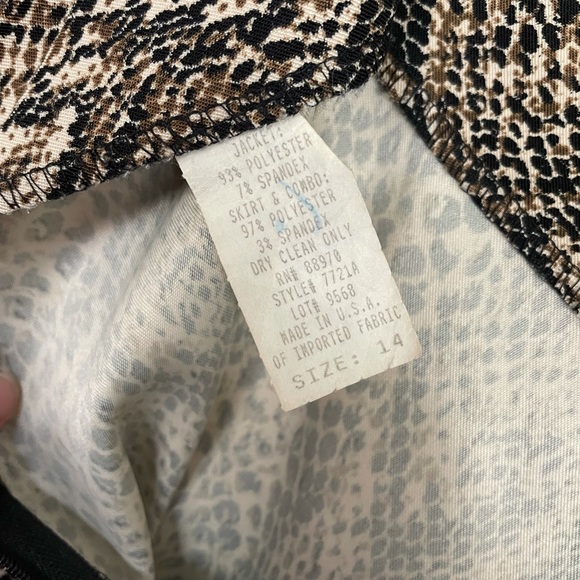 JACKET:
93% POLYESTER
7% SPANDEX
SKIRT & COMBO:
97% POLYESTER
3% SPANDEX
DRY CLEAN ONLY
RN# 88970
STYLE# 7721A
LOT# 9568
MADE IN U.S.A.
OF IMPORTED FABRIC
SIZE: 14